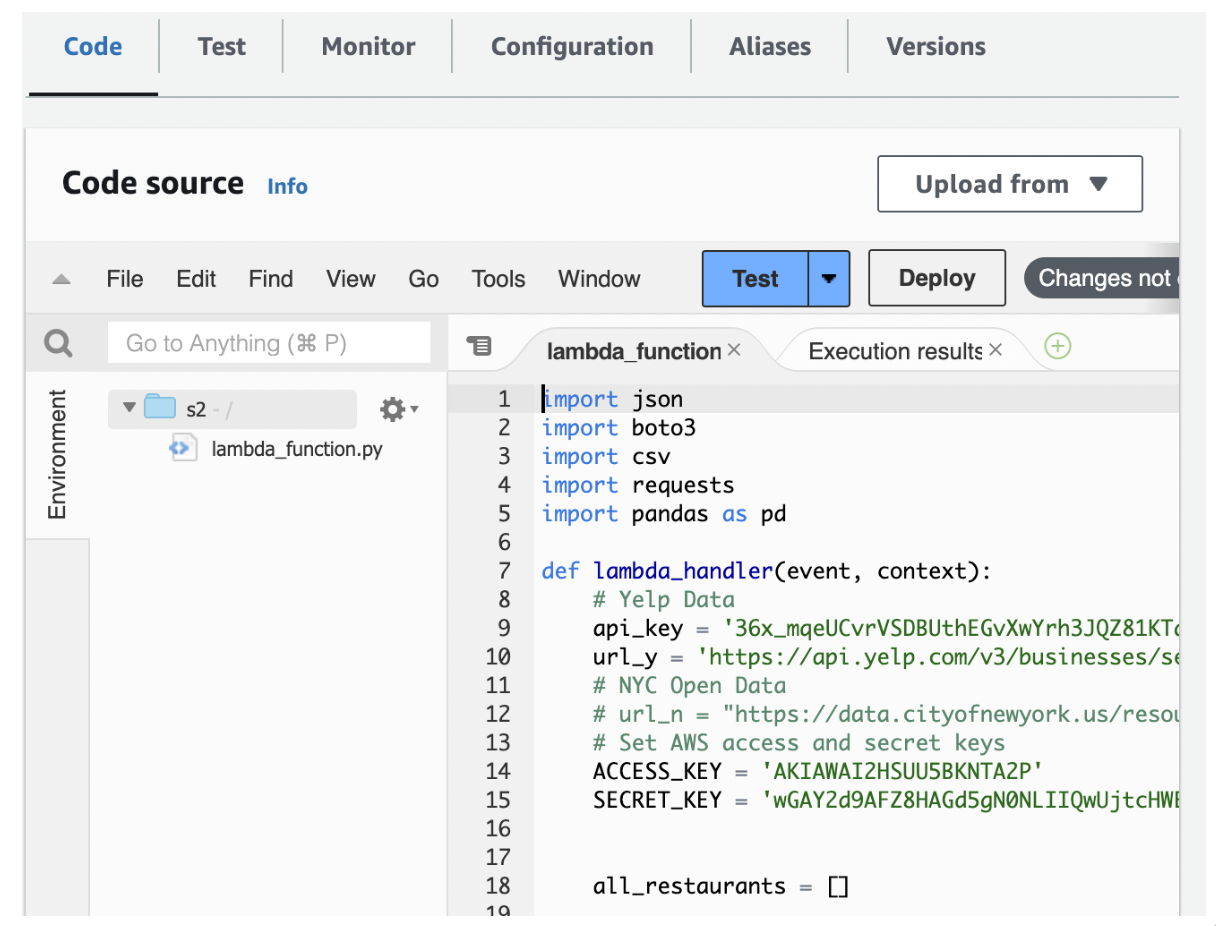 Code Test Monitor Configuration Aliases Versions
Code source Info
Upload from
File Edit Find View Go Tools Window Test Deploy Changes not
Go to Anything (⌘ P)
lambda_function Execution results
Environment
s2 - /
lambda_function.py
1 import json
2 import boto3
3 import csv
4 import requests
5 import pandas as pd
6
7 def lambda_handler(event, context):
8 # Yelp Data
9 api_key = '36x_mqeUCvrVSDBUthEGvXwYrh3JQZ81KT
10 url_y = 'https://api.yelp.com/v3/businesses/se
11 # NYC Open Data
12 # url_n = "https://data.cityofnewyork.us/resou
13 # Set AWS access and secret keys
14 ACCESS_KEY = 'AKIAWAI2HSUU5BKNTA2P'
15 SECRET_KEY = 'wGAY2d9AFZ8HAGd5gN0NLIIQwUjtcHW
16
17
18 all_restaurants = []
19